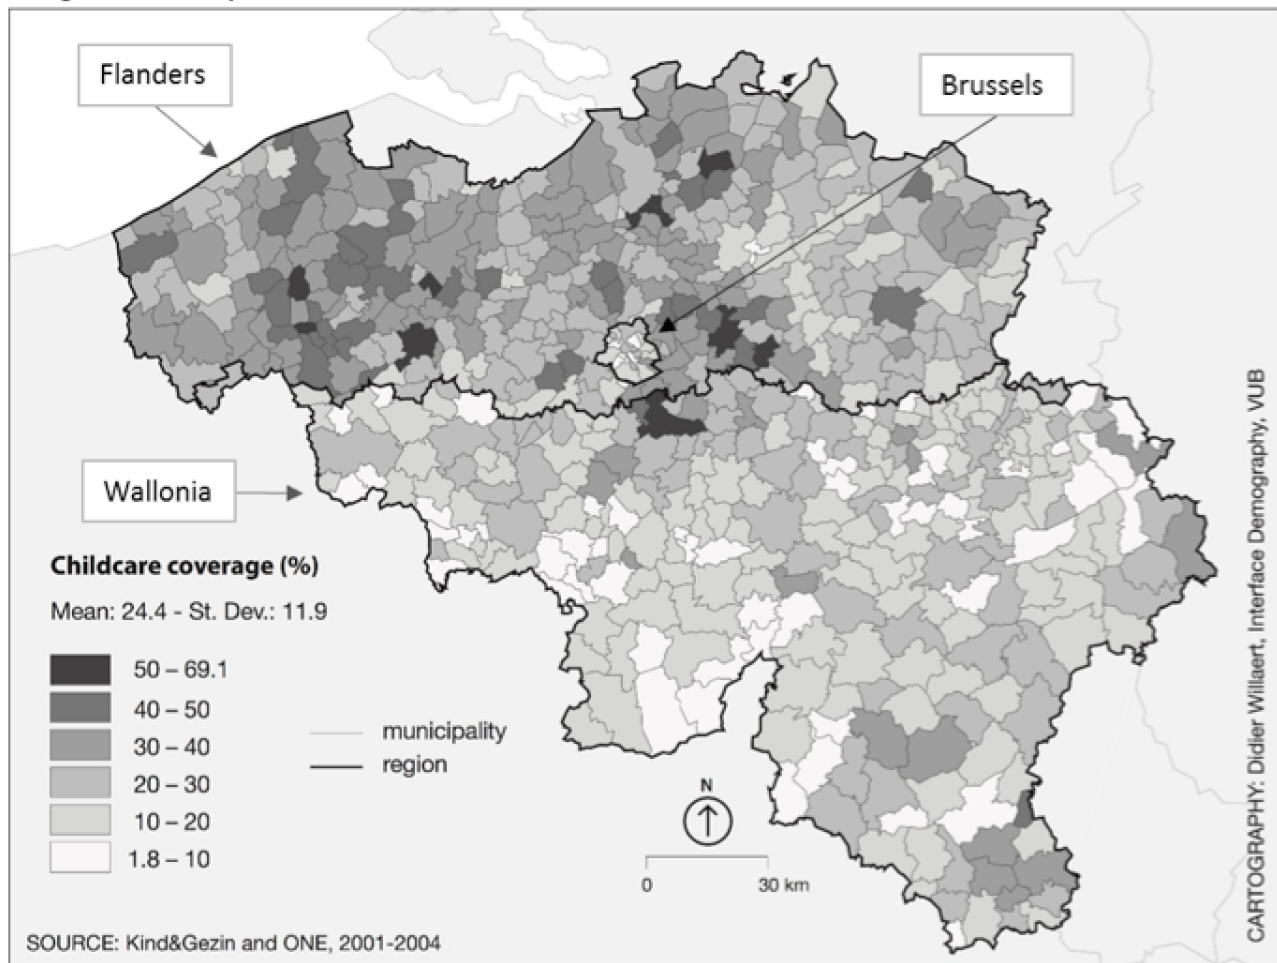 Flanders
Brussels
Wallonia
Childcare coverage (%)
Mean: 24.4 - St. Dev.: 11.9
50 – 69.1
40 – 50
30 – 40
20 – 30
10 – 20
1.8 – 10
municipality
region
N
0 30 km
SOURCE: Kind&Gezin and ONE, 2001-2004
CARTOGRAPHY: Didier Willaert, Interface Demography, VUB